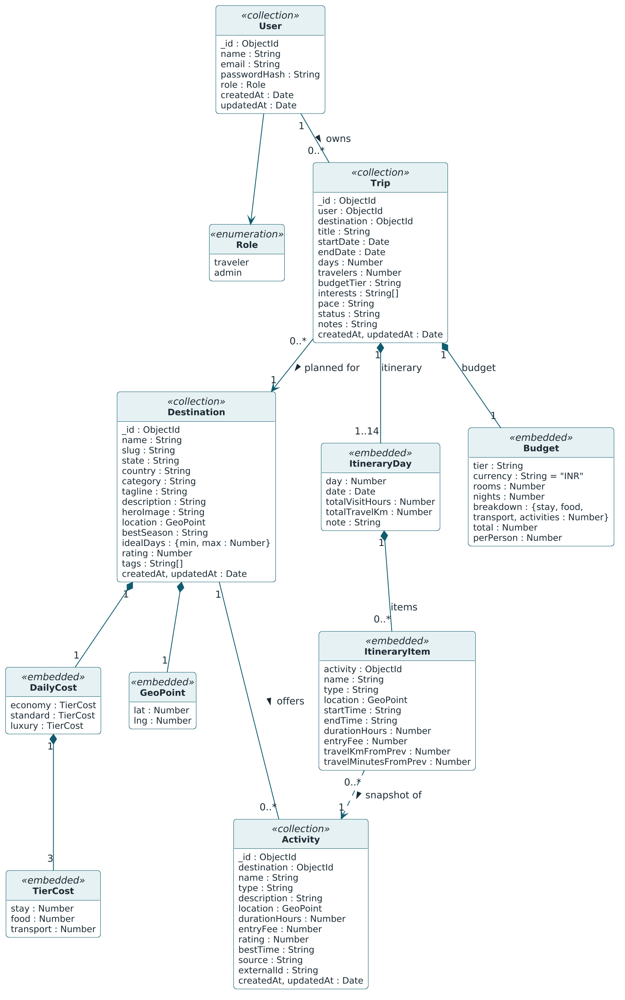 «collection»
User
_id : ObjectId
name : String
email : String
passwordHash : String
role : Role
createdAt : Date
updatedAt : Date
1
owns
0..*
«collection»
Trip
_id : ObjectId
user : ObjectId
destination : ObjectId
title : String
startDate : Date
endDate : Date
days : Number
travelers : Number
budgetTier : String
interests : String[]
pace : String
status : String
notes : String
createdAt, updatedAt : Date
«enumeration»
Role
traveler
admin
0..*
planned for
1
1
itinerary
1..14
1
budget
1
«collection»
Destination
_id : ObjectId
name : String
slug : String
state : String
country : String
category : String
tagline : String
description : String
heroImage : String
location : GeoPoint
bestSeason : String
idealDays : {min, max : Number}
rating : Number
tags : String[]
createdAt, updatedAt : Date
«embedded»
ItineraryDay
day : Number
date : Date
totalVisitHours : Number
totalTravelKm : Number
note : String
«embedded»
Budget
tier : String
currency : String = "INR"
rooms : Number
nights : Number
breakdown : {stay, food,
transport, activities : Number}
total : Number
perPerson : Number
1
1
1
1
offers
0..*
1
items
0..*
«embedded»
DailyCost
economy : TierCost
standard : TierCost
luxury : TierCost
«embedded»
GeoPoint
lat : Number
lng : Number
«embedded»
ItineraryItem
activity : ObjectId
name : String
type : String
location : GeoPoint
startTime : String
endTime : String
durationHours : Number
entryFee : Number
travelKmFromPrev : Number
travelMinutesFromPrev : Number
1
3
0..*
snapshot of
1
«embedded»
TierCost
stay : Number
food : Number
transport : Number
«collection»
Activity
_id : ObjectId
destination : ObjectId
name : String
type : String
description : String
location : GeoPoint
durationHours : Number
entryFee : Number
rating : Number
bestTime : String
source : String
externalId : String
createdAt, updatedAt : Date